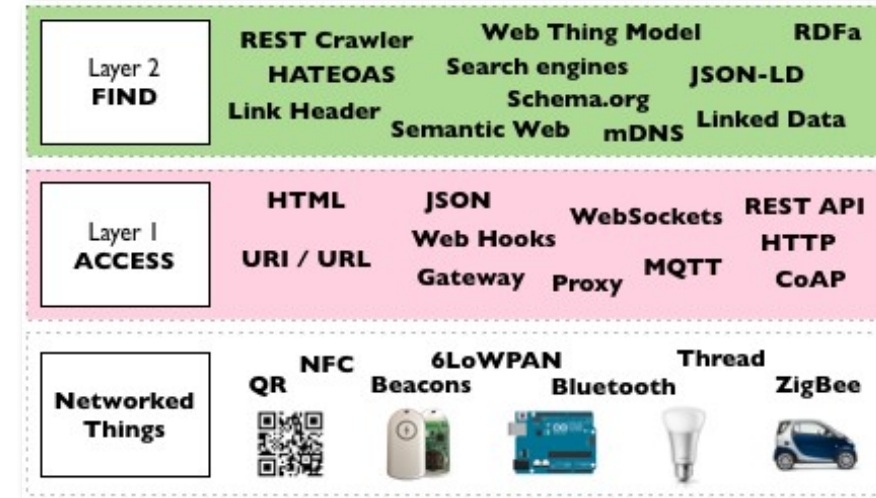 Layer 2
FIND
REST Crawler
Web Thing Model
RDFa
HATEOAS
Search engines
JSON-LD
Link Header
Schema.org
Semantic Web
mDNS
Linked Data
Layer 1
ACCESS
HTML
JSON
WebSockets
REST API
Web Hooks
HTTP
URI / URL
Gateway
Proxy
MQTT
CoAP
Networked
Things
NFC
6LoWPAN
Thread
QR
Beacons
Bluetooth
ZigBee